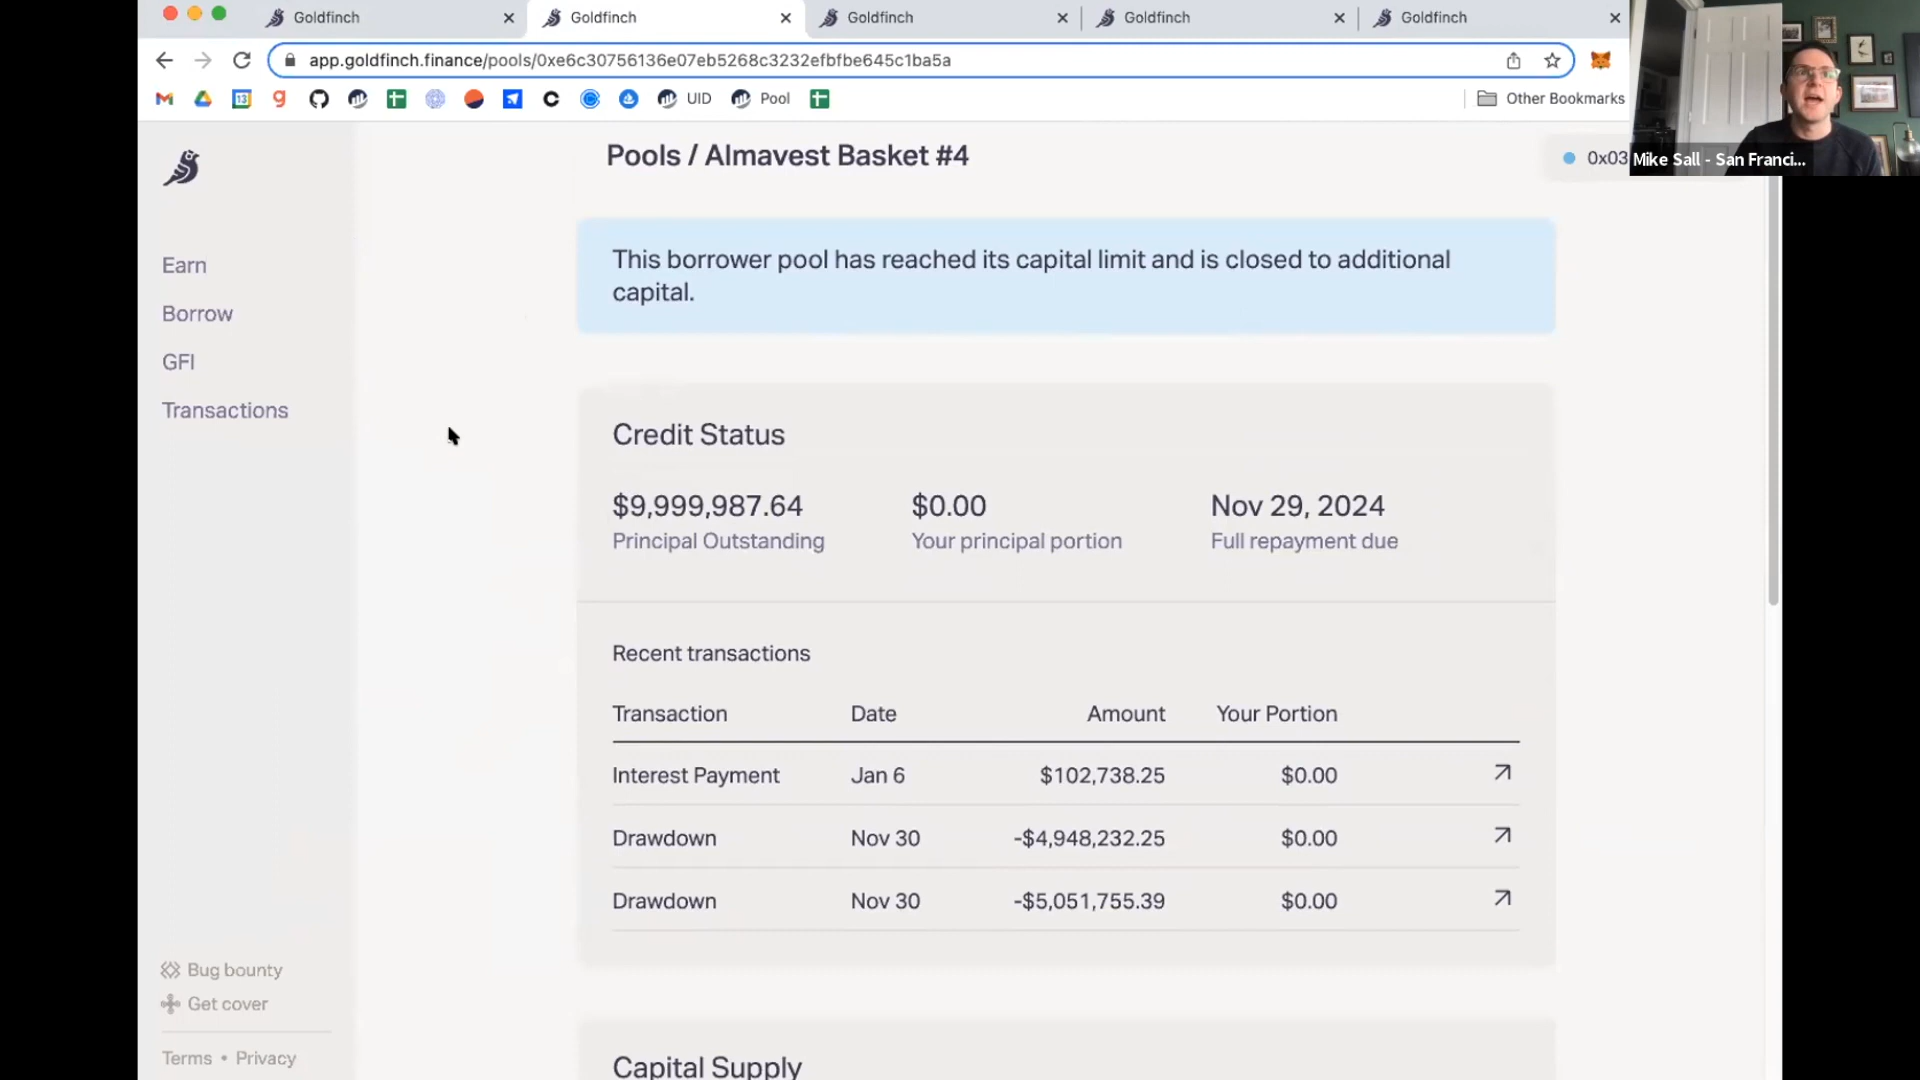 Goldfinch
Goldfinch
Goldfinch
Goldfinch
Goldfinch
app.goldfinch.finance/pools/0xe6c30756136e07eb5268c3232efbfbe645c1ba5a
UID
Pool
Other Bookmarks
Mike Sall - San Franci...
Pools / Almavest Basket #4
0x03
Earn
Borrow
GFI
Transactions
This borrower pool has reached its capital limit and is closed to additional
capital.
Credit Status
$9,999,987.64 $0.00 Nov 29, 2024
Principal Outstanding Your principal portion Full repayment due
Recent transactions
Transaction Date Amount Your Portion
Interest Payment Jan 6 $102,738.25 $0.00
Drawdown Nov 30 -$4,948,232.25 $0.00
Drawdown Nov 30 -$5,051,755.39 $0.00
Bug bounty
Get cover
Terms • Privacy
Capital Supply